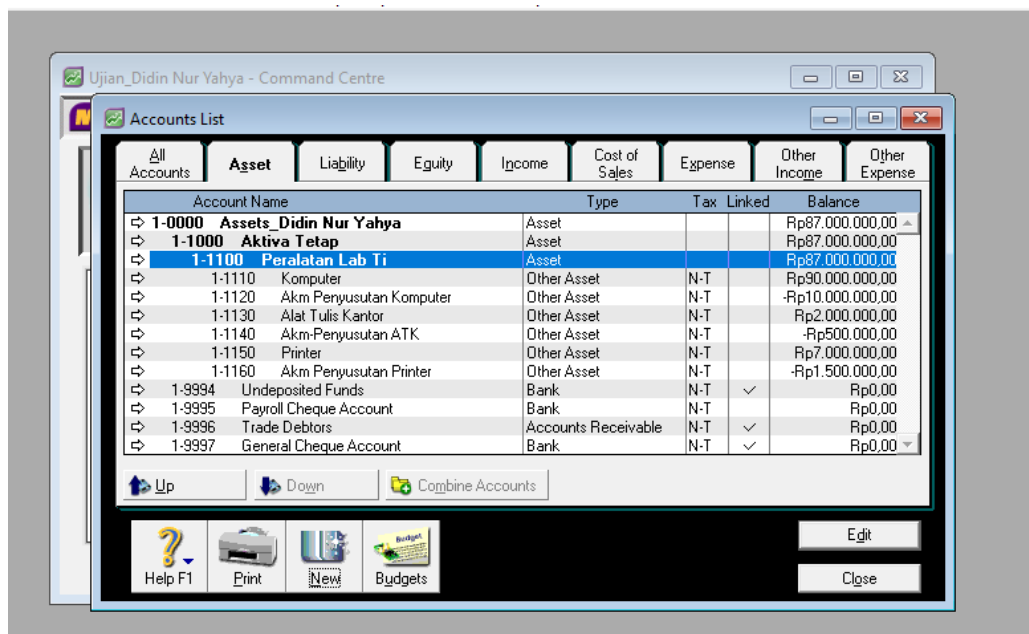 Ujian_Didin Nur Yahya - Command Centre
Accounts List
All Accounts Asset Liability Equity Income Cost of Sales Expense Other Income Other Expense
Account Name Type Tax Linked Balance
1-0000 Assets_Didin Nur Yahya Asset Rp87.000.000,00
1-1000 Aktiva Tetap Asset Rp87.000.000,00
1-1100 Peralatan Lab Ti Asset Rp87.000.000,00
1-1110 Komputer Other Asset N-T Rp90.000.000,00
1-1120 Akm Penyusutan Komputer Other Asset N-T -Rp10.000.000,00
1-1130 Alat Tulis Kantor Other Asset N-T Rp2.000.000,00
1-1140 Akm-Penyusutan ATK Other Asset N-T -Rp500.000,00
1-1150 Printer Other Asset N-T Rp7.000.000,00
1-1160 Akm Penyusutan Printer Other Asset N-T -Rp1.500.000,00
1-9994 Undeposited Funds Bank N-T Rp0,00
1-9995 Payroll Cheque Account Bank N-T Rp0,00
1-9996 Trade Debtors Accounts Receivable N-T Rp0,00
1-9997 General Cheque Account Bank N-T Rp0,00
Up Down Combine Accounts
Budget
Edit
Help F1 Print New Budgets Close